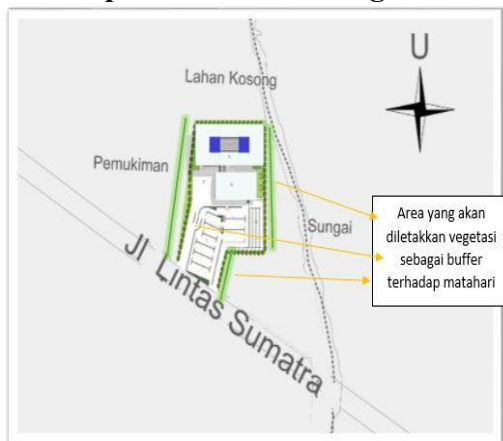 U
Lahan Kosong
Pemukiman
Sungai
Area yang akan
diletakkan vegetasi
sebagai buffer
terhadap matahari
Jl Lintas Sumatra